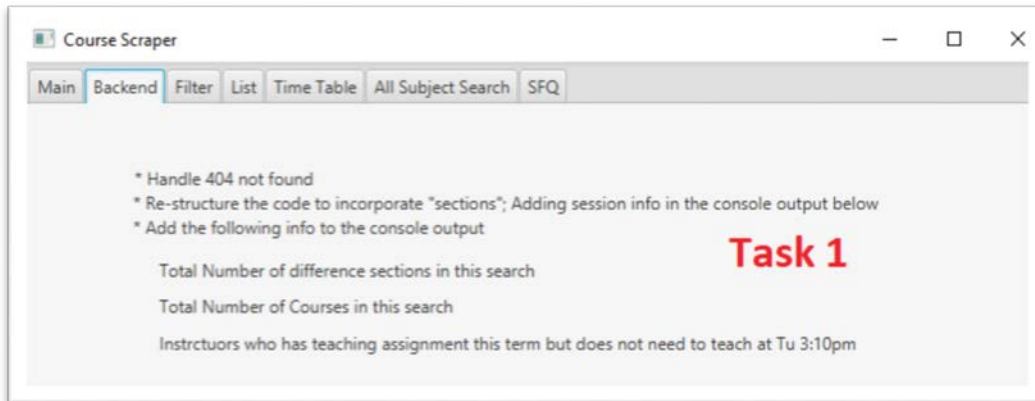 Course Scraper
Main Backend Filter List Time Table All Subject Search SFQ
* Handle 404 not found
* Re-structure the code to incorporate "sections"; Adding session info in the console output below
* Add the following info to the console output
Task 1
Total Number of difference sections in this search
Total Number of Courses in this search
Instrctuors who has teaching assignment this term but does not need to teach at Tu 3:10pm